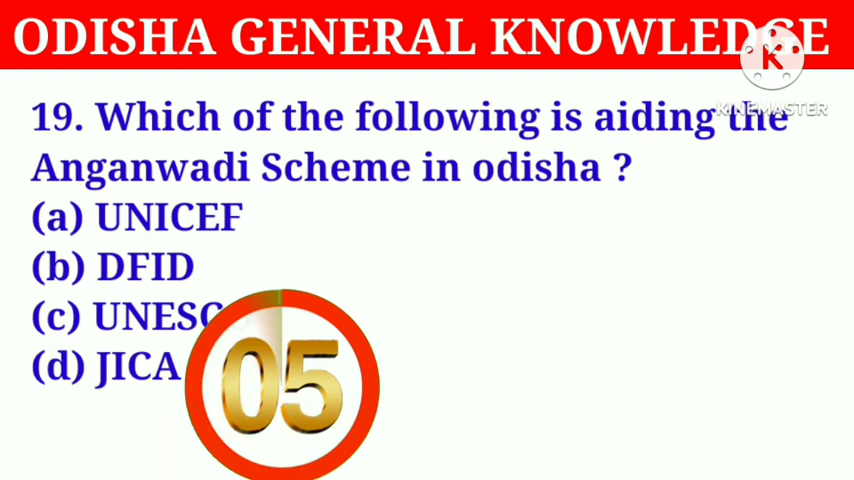 ODISHA GENERAL KNOWLEDGE
K
KINEMASTER
19. Which of the following is aiding the
Anganwadi Scheme in odisha ?
(a) UNICEF
(b) DFID
(c) UNESC
(d) JICA
05